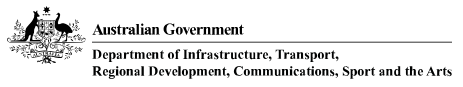 Australian Government
Department of Infrastructure, Transport,
Regional Development, Communications, Sport and the Arts